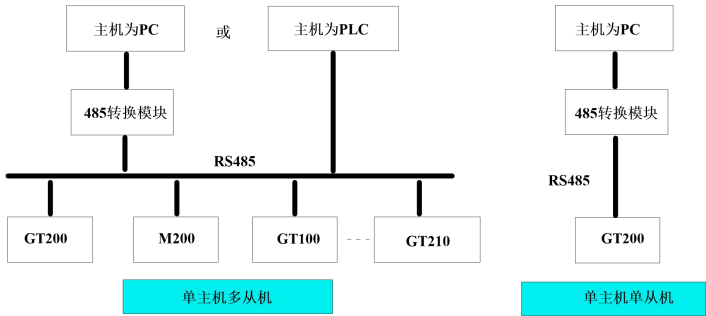 主机为PC
或
主机为PLC
主机为PC
485转换模块
485转换模块
RS485
RS485
GT200
M200
GT100
GT210
GT200
单主机多从机
单主机单从机